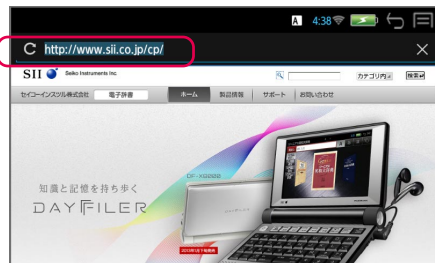 A 4:38
http://www.sii.co.jp/cp/
SII Seiko Instruments Inc
カテゴリ内 検索
セイコーインスツル株式会社 電子辞書 ホーム 製品情報 サポート お問い合わせ
DF-X9000
知識と記憶を持ち歩く
DAYFILER